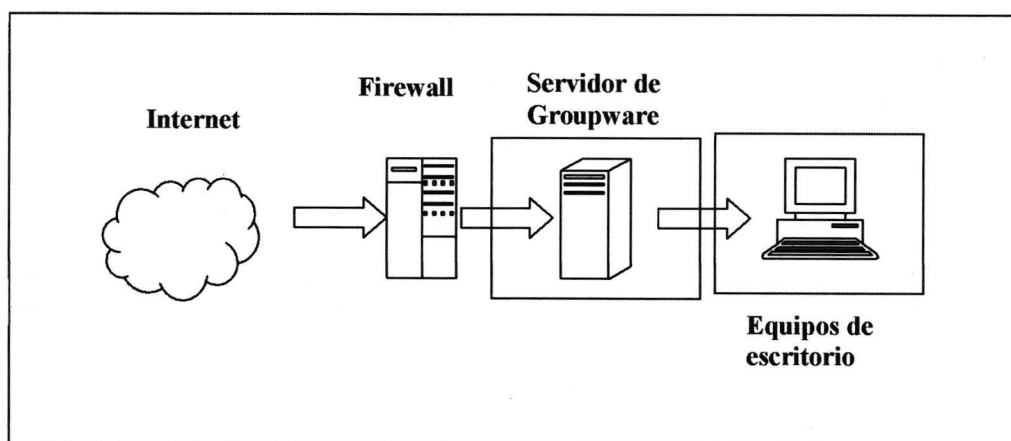 Internet
Firewall
Servidor de
Groupware
Equipos de
escritorio